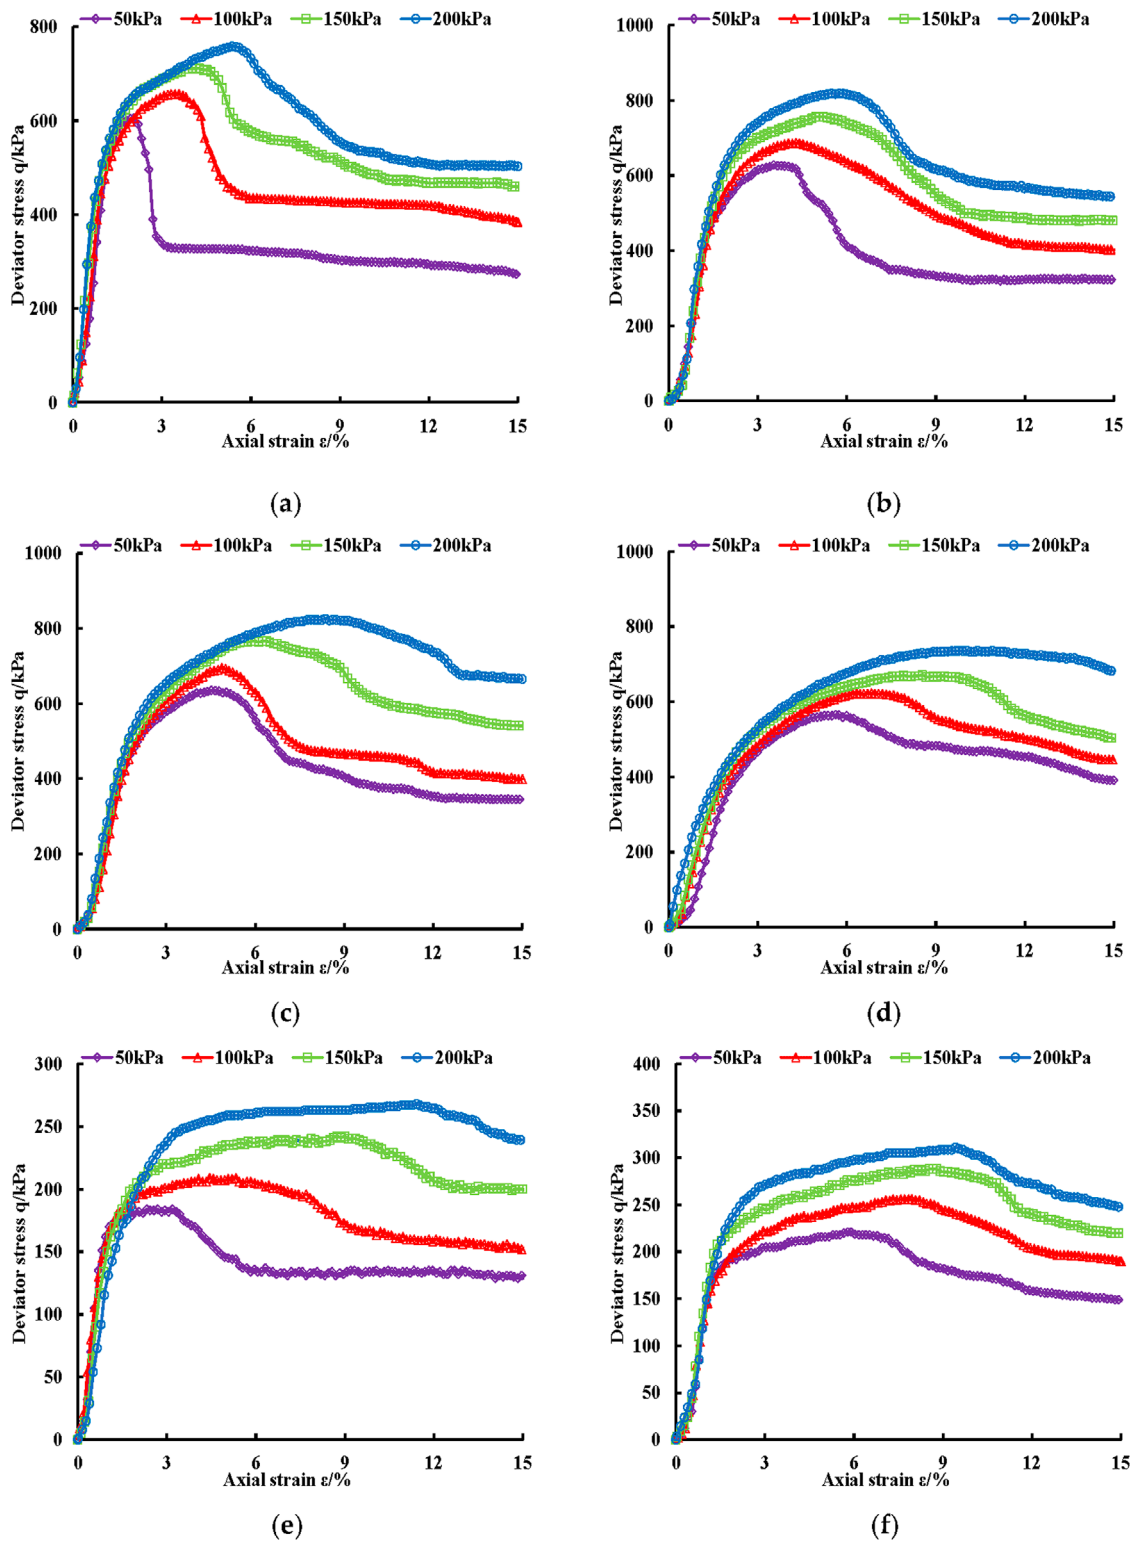 50kPa 100kPa 150kPa 200kPa
800
600
400
200
0
0 3 6 9 12 15
Deviator stress q/kPa
Axial strain ε/%
(a)
50kPa 100kPa 150kPa 200kPa
1000
800
600
400
200
0
0 3 6 9 12 15
Deviator stress q/kPa
Axial strain ε/%
(b)
50kPa 100kPa 150kPa 200kPa
1000
800
600
400
200
0
0 3 6 9 12 15
Deviator stress q/kPa
Axial strain ε/%
(c)
50kPa 100kPa 150kPa 200kPa
1000
800
600
400
200
0
0 3 6 9 12 15
Deviator stress q/kPa
Axial strain ε/%
(d)
50kPa 100kPa 150kPa 200kPa
300
250
200
150
100
50
0
0 3 6 9 12 15
Deviator stress q/kPa
Axial strain ε/%
(e)
50kPa 100kPa 150kPa 200kPa
400
350
300
250
200
150
100
50
0
0 3 6 9 12 15
Deviator stress q/kPa
Axial strain ε/%
(f)